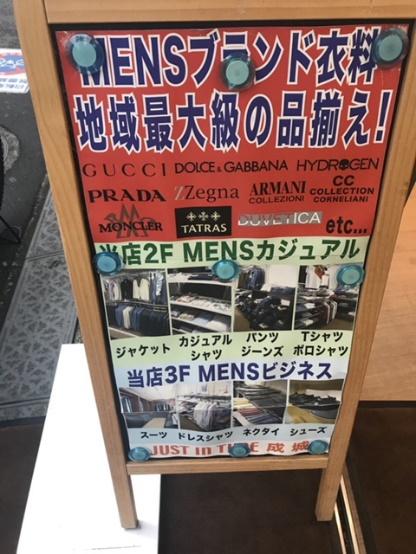 MENSブランド衣料
地域最大級の品揃え!
GUCCI DOLCE & GABBANA HYDROGEN
PRADA ZZegna ARMANI COLLEZIONI CC COLLECTION CORNELIANI
MONCLER TATRAS DUVETICA etc...
当店2F MENSカジュアル
ジャケット カジュアルシャツ パンツ ジーンズ Tシャツ ポロシャツ
当店3F MENSビジネス
スーツ ドレスシャツ ネクタイ シューズ
JUST in TIME 成城